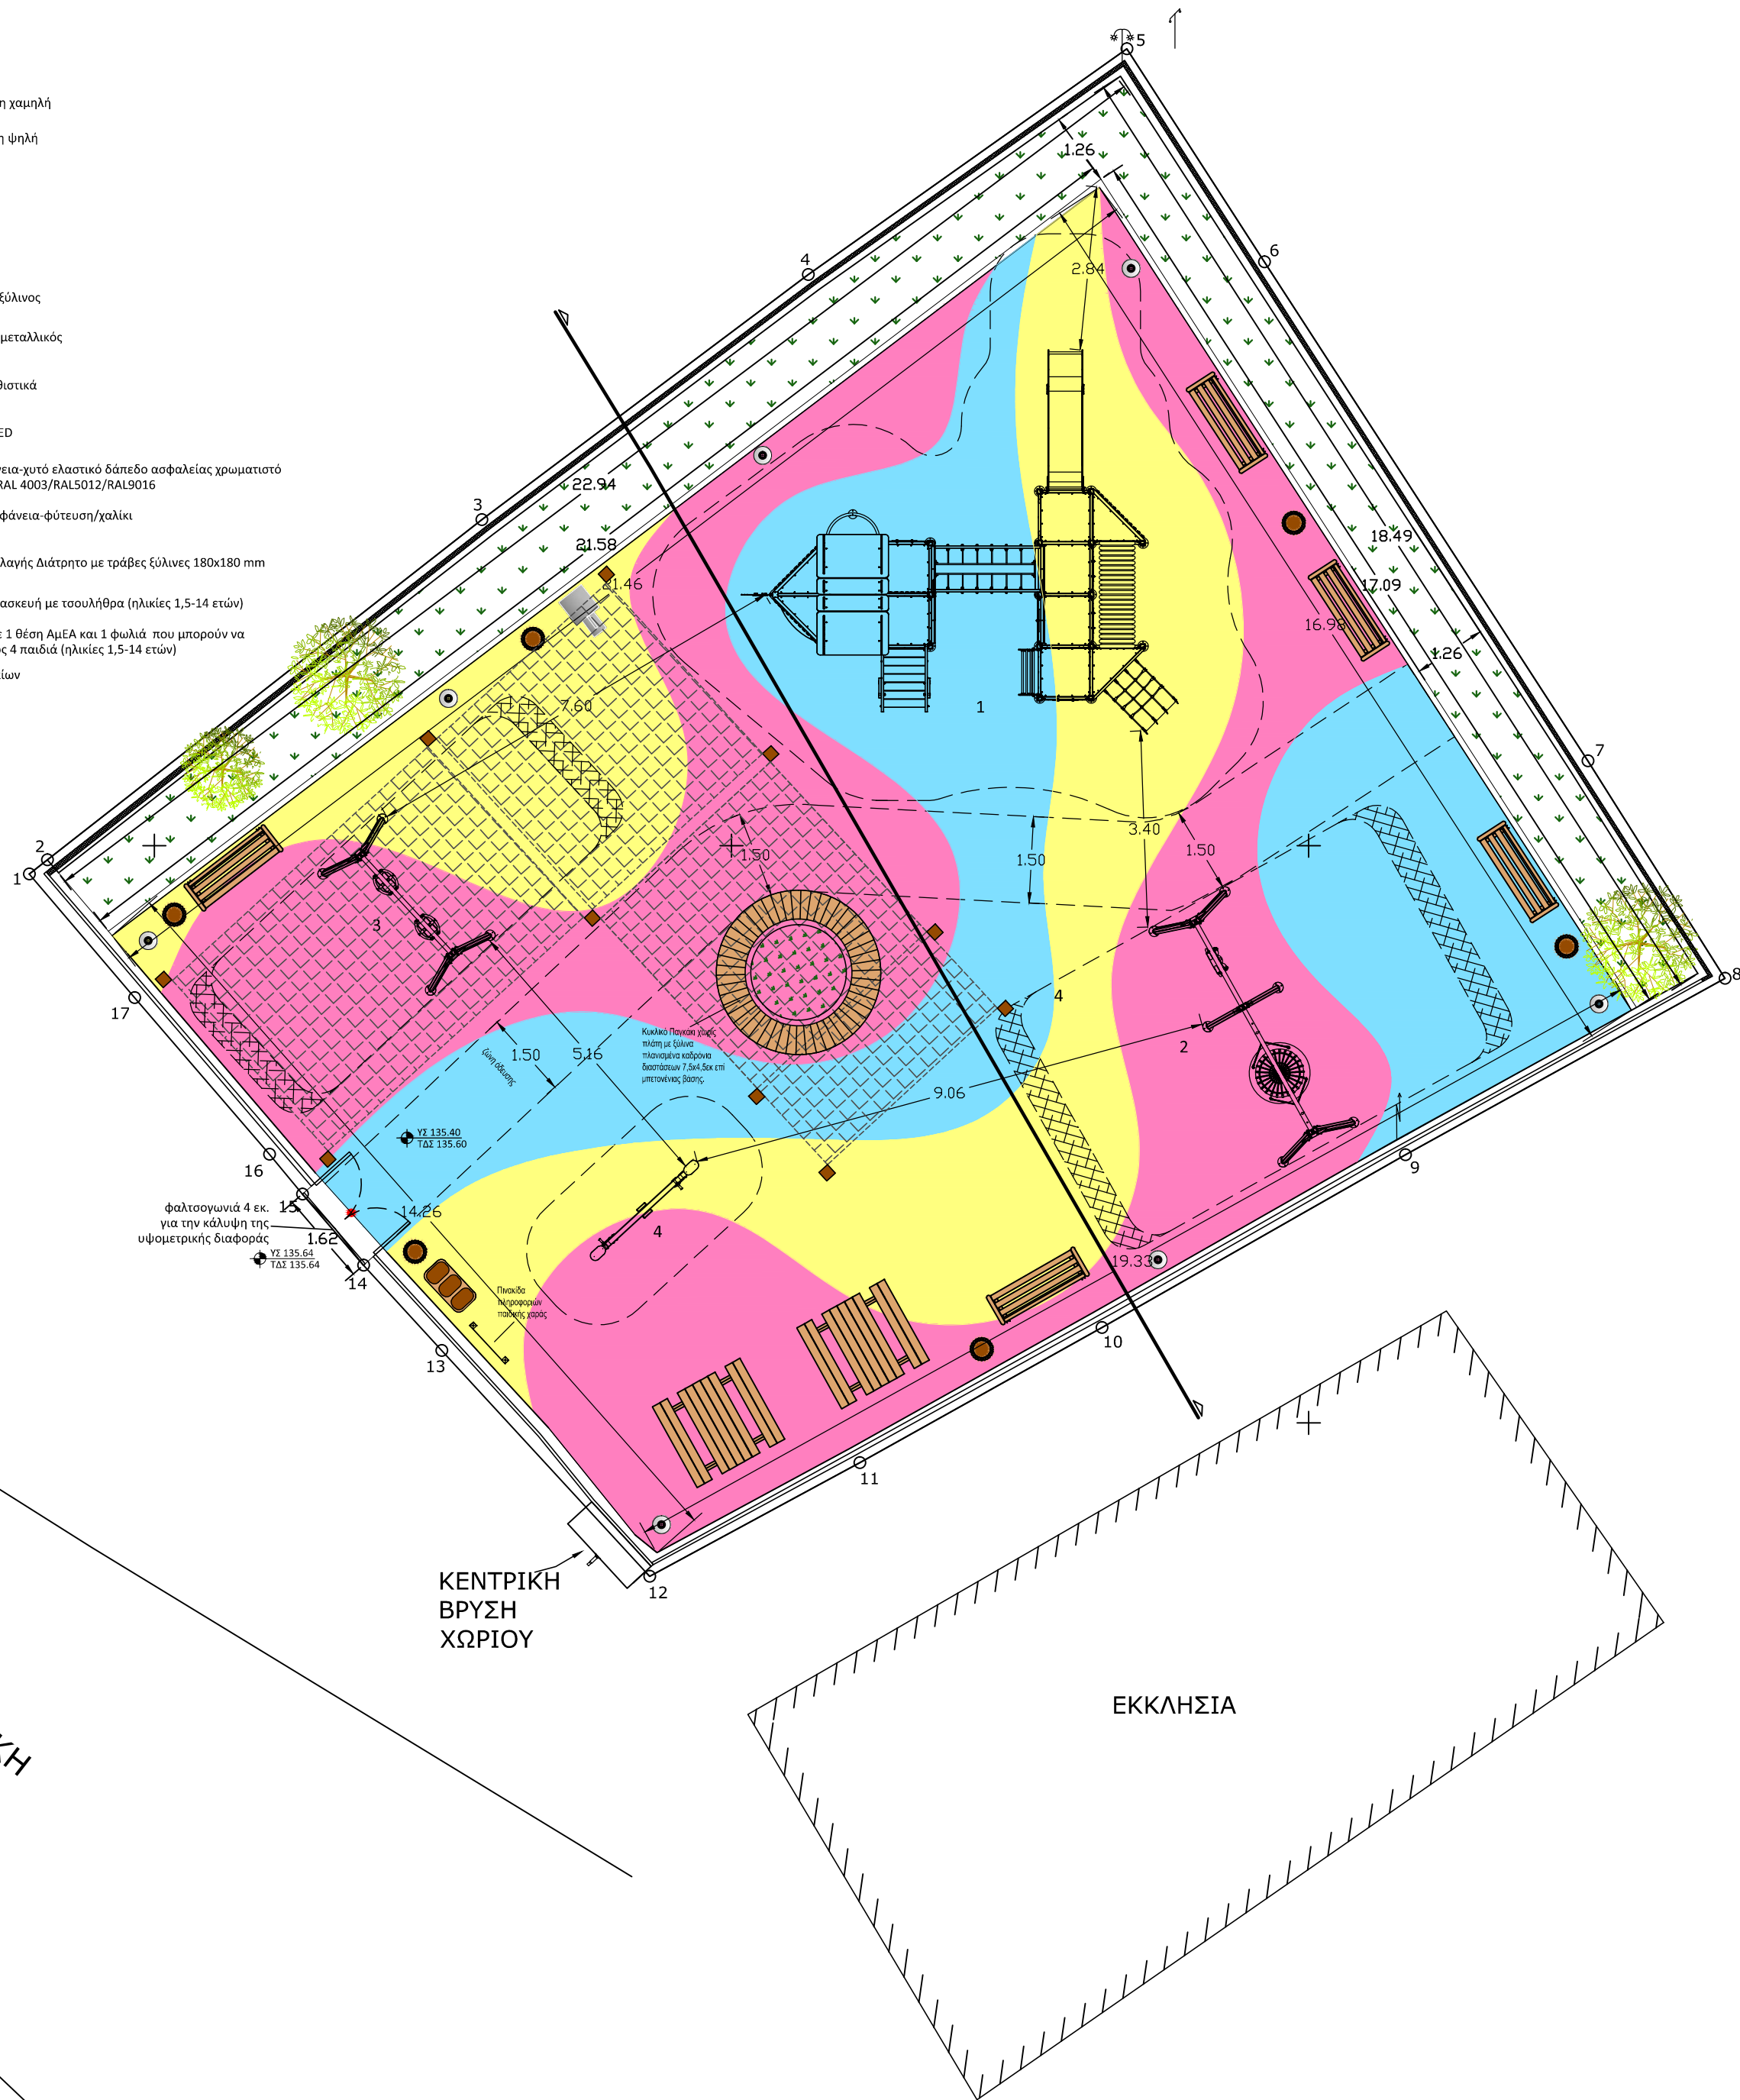 η χαμηλή
η ψηλή
ξύλινος
μεταλλικός
θιστικά
ED
νεια-χυτό ελαστικό δάπεδο ασφαλείας χρωματιστό
RAL 4003/RAL5012/RAL9016
φάνεια-φύτευση/χαλίκι
λαγής Διάτρητο με τράβες ξύλινες 180x180 mm
ασκευή με τσουλήθρα (ηλικίες 1,5-14 ετών)
ε 1 θέση ΑμΕΑ και 1 φωλιά που μπορούν να
ς 4 παιδιά (ηλικίες 1,5-14 ετών)
ίων
5
1.26
6
4
2.84
3
22.94
21.58
21.46
18.49
17.09
16.98
1.26
7
7.60
1
3.40
1.50
1.50
1.50
2
1
3
8
17
4
2
Κυκλικό Παγκάκι χωρίς
πλάτη με ξύλινα
πλανισμένα καδρόνια
διαστάσεων 7,5x4,5εκ επί
μπετονένιας βάσης.
1.50
5.16
ζώνη όδευσης
9.06
ΥΣ 135.40
ΤΔΣ 135.60
16
15
14.26
4
9
φαλτσογωνιά 4 εκ.
για την κάλυψη της
υψομετρικής διαφοράς
1.62
ΥΣ 135.64
ΤΔΣ 135.64
14
19.33
Πινακίδα
πληροφοριών
παιδικής χαράς
13
10
11
12
ΚΕΝΤΡΙΚΗ
ΒΡΥΣΗ
ΧΩΡΙΟΥ
ΕΚΚΛΗΣΙΑ
ΚΗ